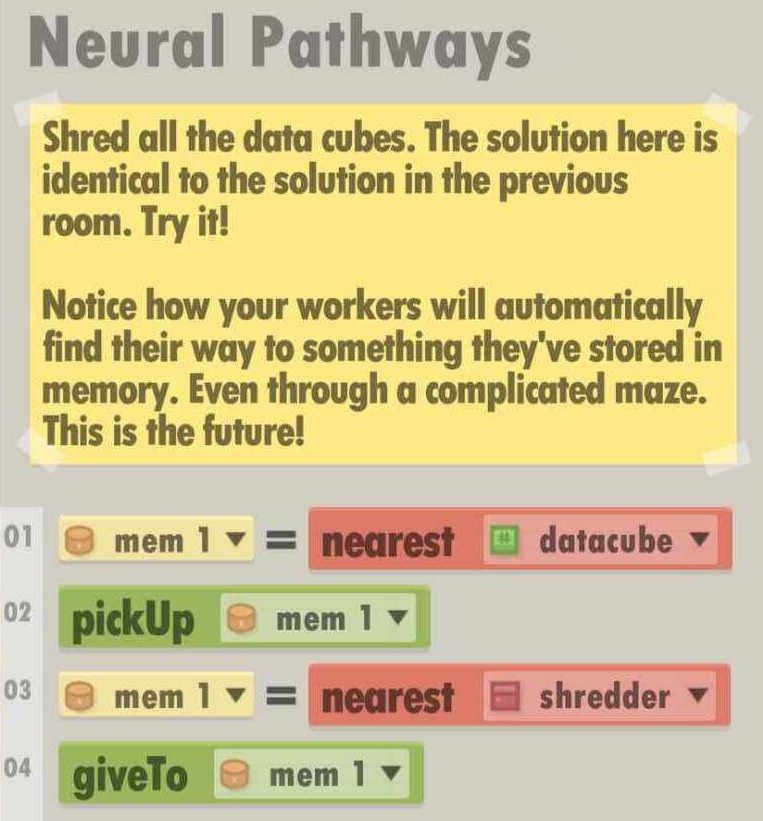 Neural Pathways
Shred all the data cubes. The solution here is
identical to the solution in the previous
room. Try it!
Notice how your workers will automatically
find their way to something they've stored in
memory. Even through a complicated maze.
This is the future!
01 mem 1 = nearest datacube
02 pickUp mem 1
03 mem 1 = nearest shredder
04 giveTo mem 1